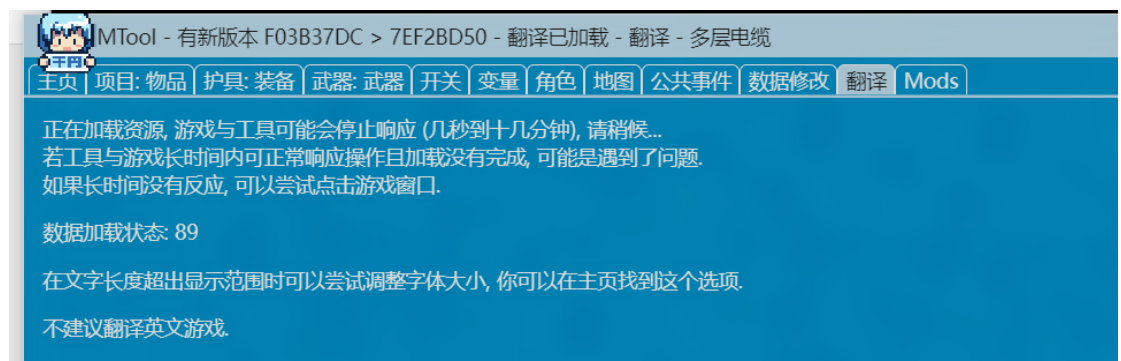 MTool - 有新版本 F03B37DC > 7EF2BD50 - 翻译已加载 - 翻译 - 多层电缆
千円
主页 项目: 物品 护具: 装备 武器: 武器 开关 变量 角色 地图 公共事件 数据修改 翻译 Mods
正在加载资源, 游戏与工具可能会停止响应 (几秒到十几分钟), 请稍候...
若工具与游戏长时间内可正常响应操作且加载没有完成, 可能是遇到了问题.
如果长时间没有反应, 可以尝试点击游戏窗口.
数据加载状态: 89
在文字长度超出显示范围时可以尝试调整字体大小, 你可以在主页找到这个选项.
不建议翻译英文游戏.